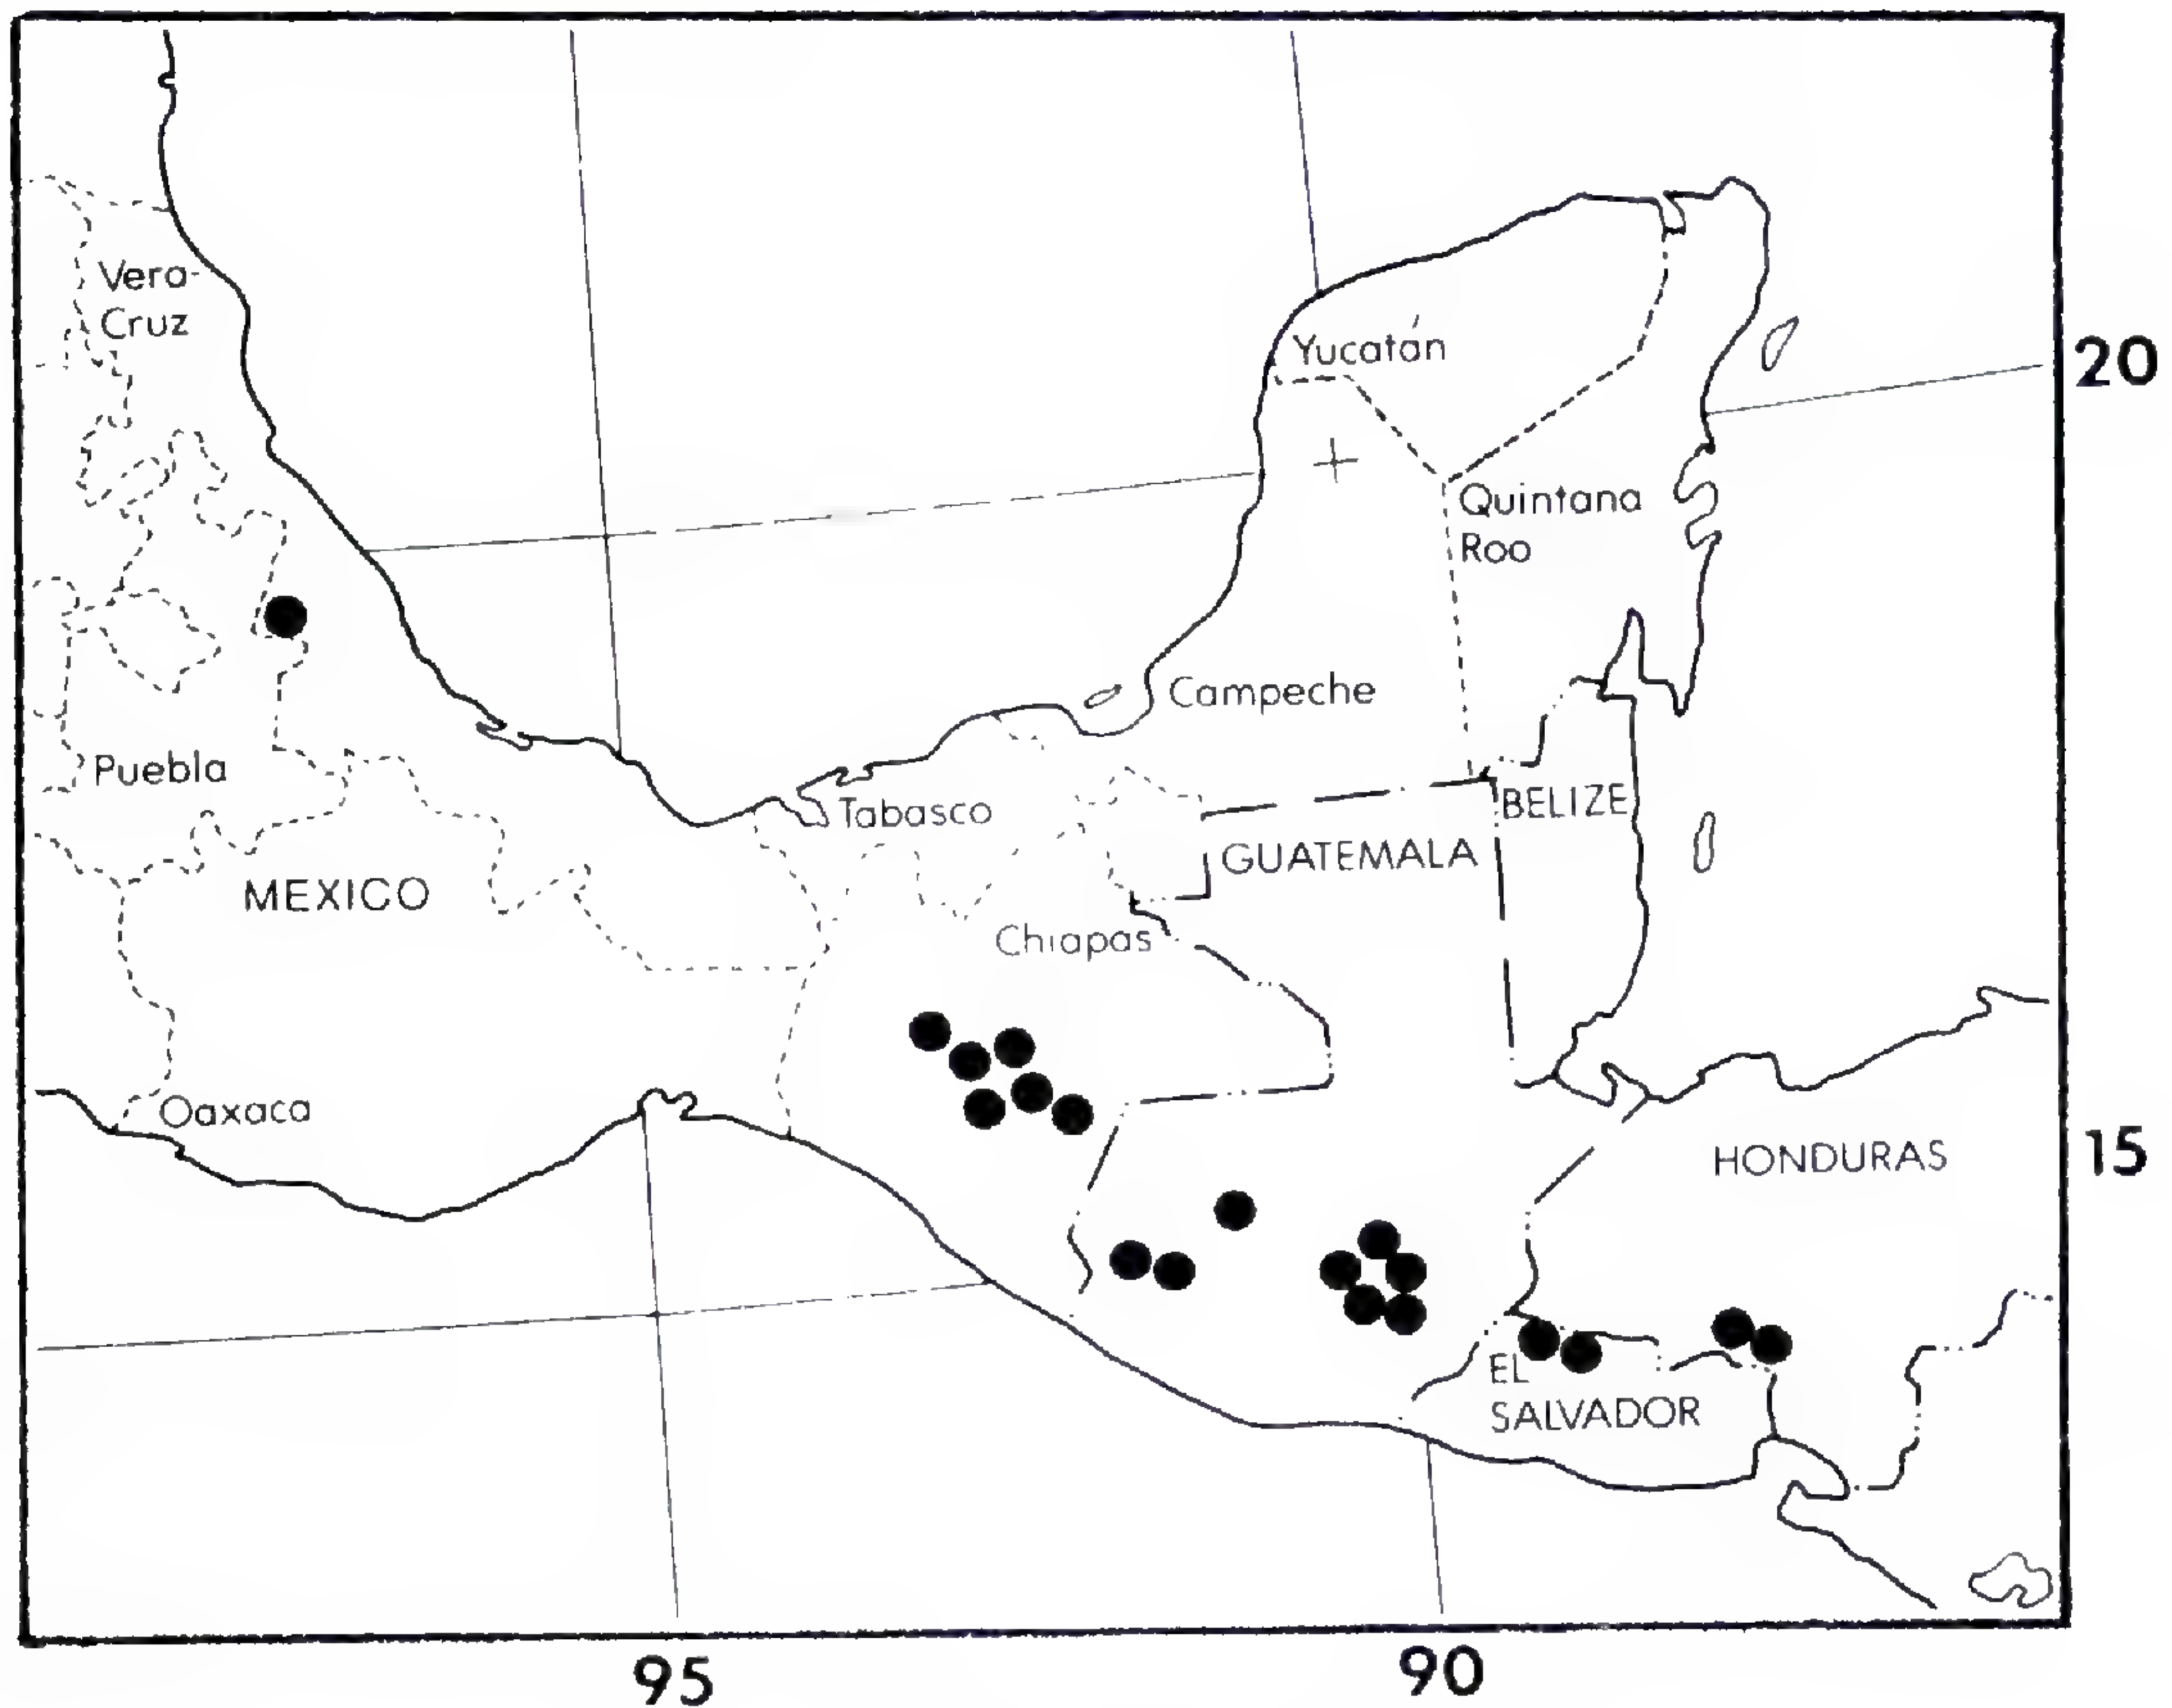 Vera-
Cruz
Yucatán
20
Quintana
Roo
Campeche
Puebla
Tabasco
BELIZE
GUATEMALA
MEXICO
Chiapas
Oaxaca
HONDURAS
15
EL
SALVADOR
95
90